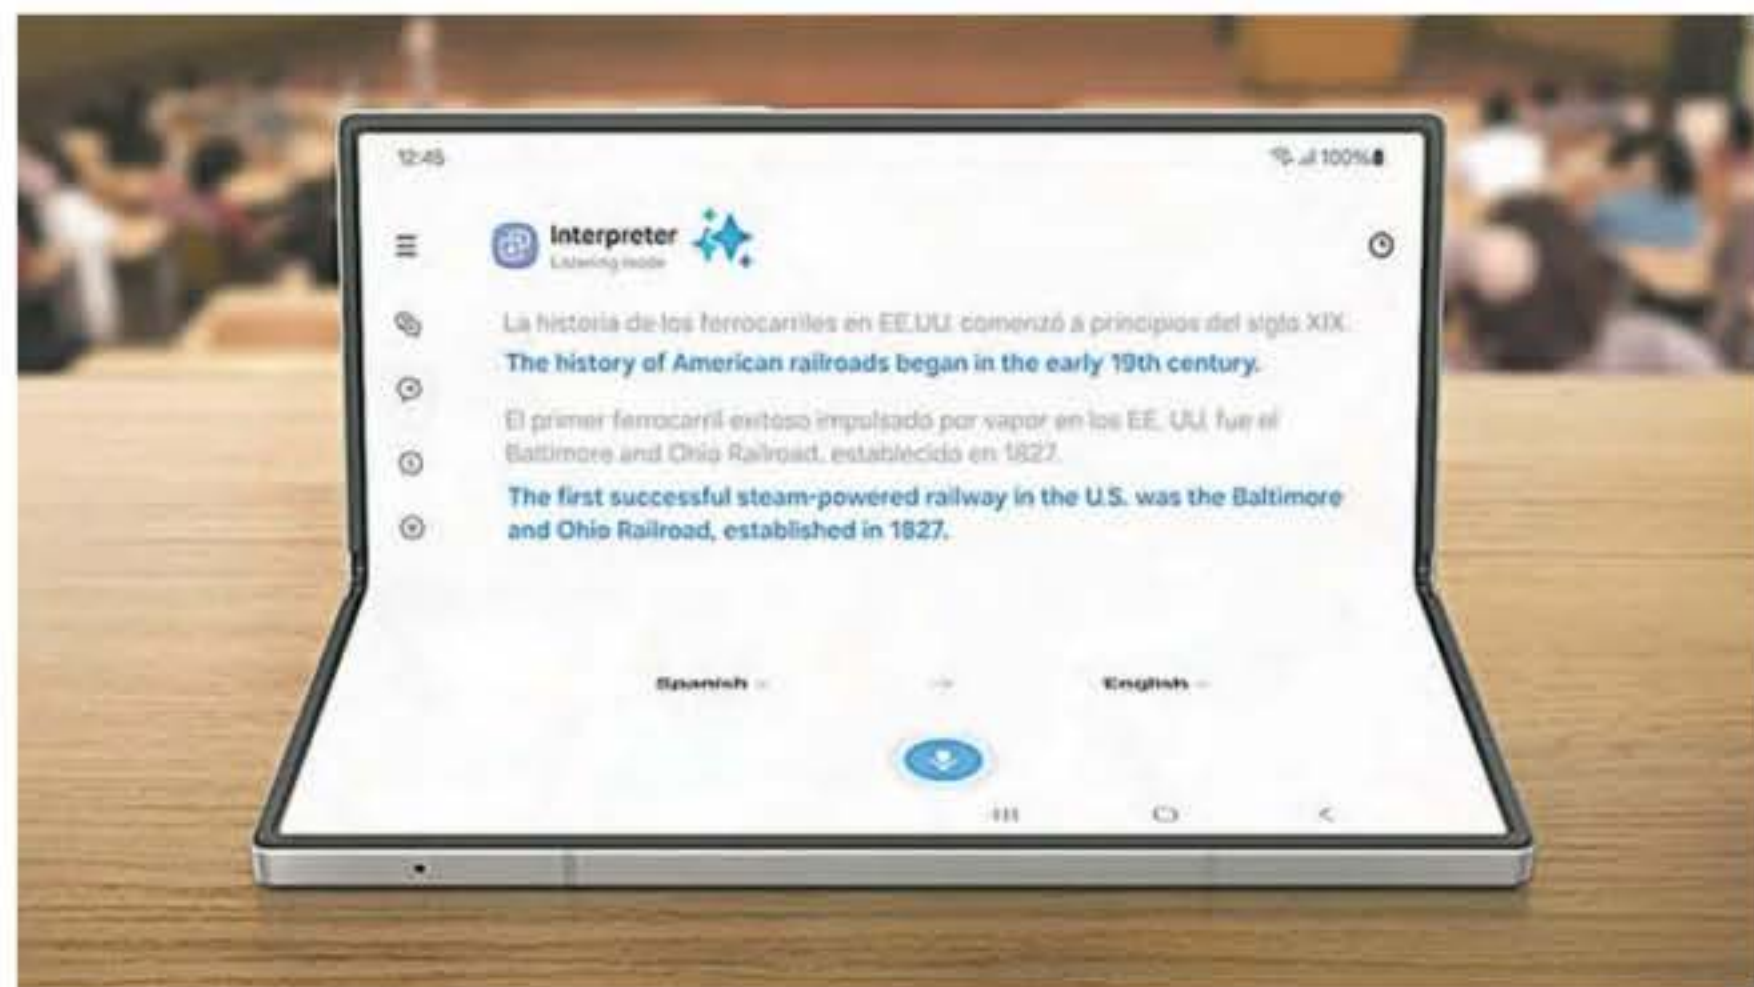 12:45
100%
Interpreter
Listening mode
La historia de los ferrocarriles en EE.UU. comenzó a principios del siglo XIX.
The history of American railroads began in the early 19th century.
El primer ferrocarril exitoso impulsado por vapor en los EE. UU. fue el
Baltimore and Ohio Railroad, establecido en 1827.
The first successful steam-powered railway in the U.S. was the Baltimore
and Ohio Railroad, established in 1827.
Spanish
English